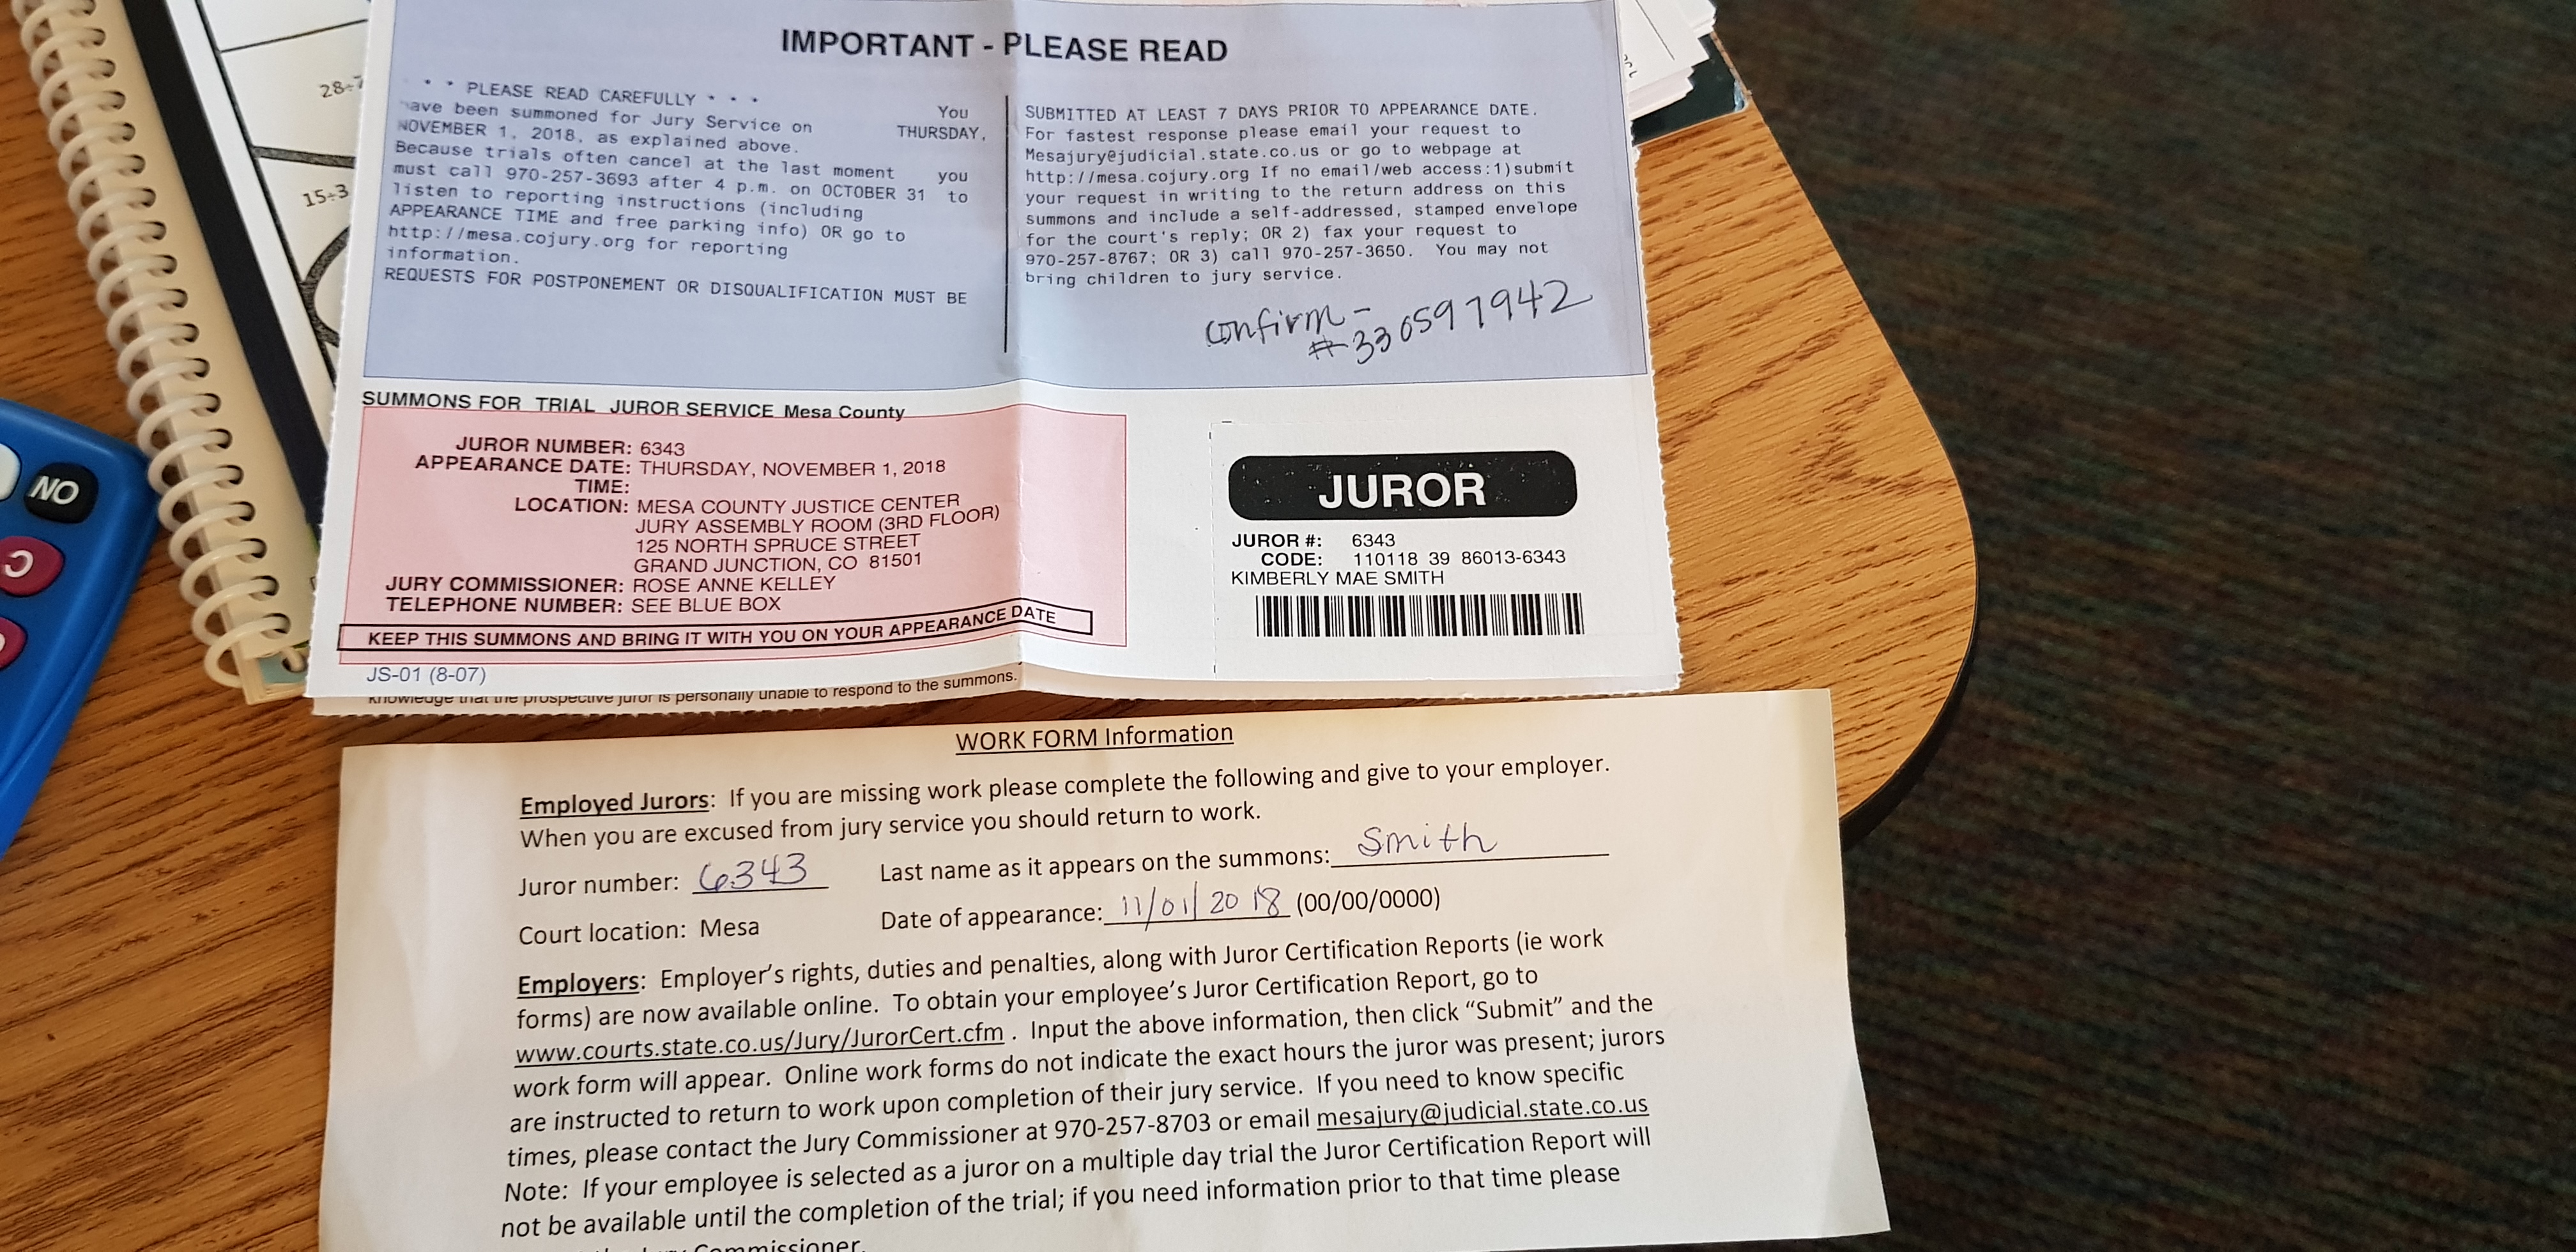 IMPORTANT - PLEASE READ
* * PLEASE READ CAREFULLY * * *
You
have been summoned for Jury Service on THURSDAY,
NOVEMBER 1, 2018, as explained above.
Because trials often cancel at the last moment you
must call 970-257-3693 after 4 p.m. on OCTOBER 31 to
listen to reporting instructions (including
APPEARANCE TIME and free parking info) OR go to
http://mesa.cojury.org for reporting
information.
REQUESTS FOR POSTPONEMENT OR DISQUALIFICATION MUST BE
SUBMITTED AT LEAST 7 DAYS PRIOR TO APPEARANCE DATE.
For fastest response please email your request to
Mesajury@judicial.state.co.us or go to webpage at
http://mesa.cojury.org If no email/web access:1)submit
your request in writing to the return address on this
summons and include a self-addressed, stamped envelope
for the court's reply; OR 2) fax your request to
970-257-8767; OR 3) call 970-257-3650. You may not
bring children to jury service.
confirm -
#330597942
SUMMONS FOR TRIAL JUROR SERVICE Mesa County
JUROR NUMBER: 6343
APPEARANCE DATE: THURSDAY, NOVEMBER 1, 2018
TIME:
LOCATION: MESA COUNTY JUSTICE CENTER
JURY ASSEMBLY ROOM (3RD FLOOR)
125 NORTH SPRUCE STREET
GRAND JUNCTION, CO 81501
JURY COMMISSIONER: ROSE ANNE KELLEY
TELEPHONE NUMBER: SEE BLUE BOX
KEEP THIS SUMMONS AND BRING IT WITH YOU ON YOUR APPEARANCE DATE
JS-01 (8-07)
JUROR
JUROR #: 6343
CODE: 110118 39 86013-6343
KIMBERLY MAE SMITH
knowledge that the prospective juror is personally unable to respond to the summons.
WORK FORM Information
Employed Jurors: If you are missing work please complete the following and give to your employer.
When you are excused from jury service you should return to work.
Juror number: 6343 Last name as it appears on the summons: Smith
Court location: Mesa Date of appearance: 11/01/2018 (00/00/0000)
Employers: Employer's rights, duties and penalties, along with Juror Certification Reports (ie work
forms) are now available online. To obtain your employee's Juror Certification Report, go to
www.courts.state.co.us/Jury/JurorCert.cfm. Input the above information, then click "Submit" and the
work form will appear. Online work forms do not indicate the exact hours the juror was present; jurors
are instructed to return to work upon completion of their jury service. If you need to know specific
times, please contact the Jury Commissioner at 970-257-8703 or email mesajury@judicial.state.co.us
Note: If your employee is selected as a juror on a multiple day trial the Juror Certification Report will
not be available until the completion of the trial; if you need information prior to that time please
Commissioner.
NO
15÷3
28÷7